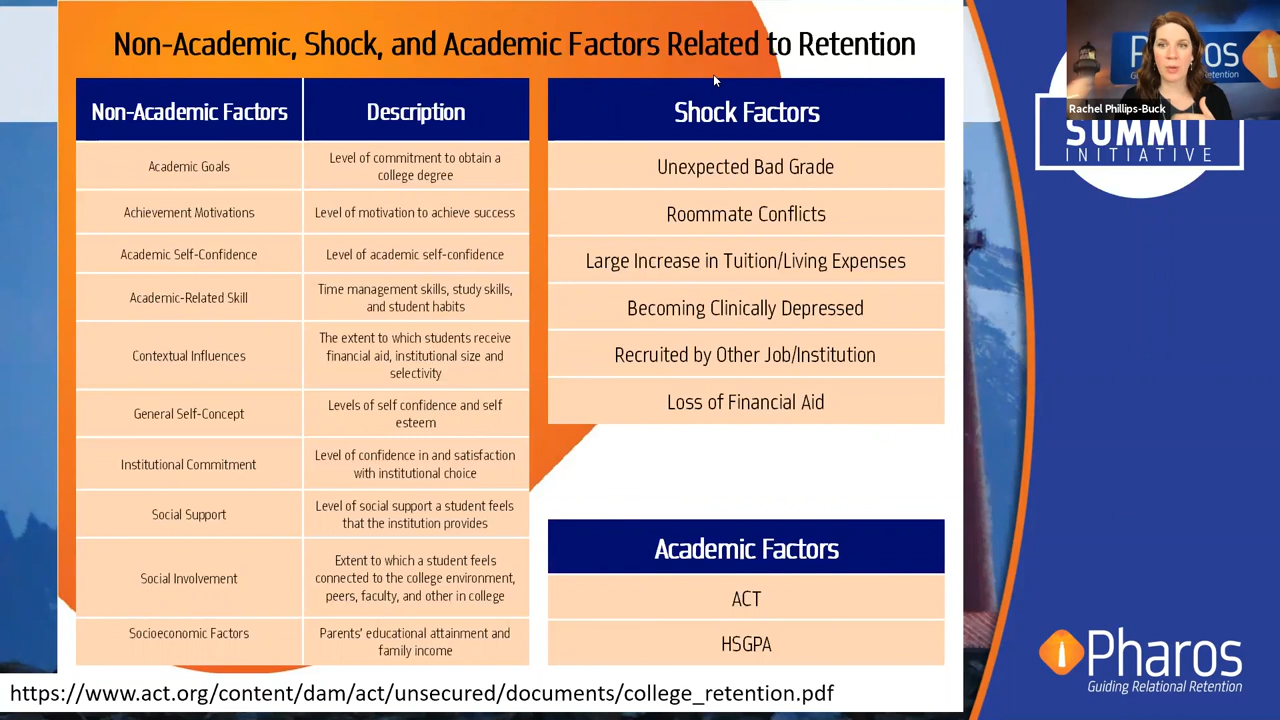 Non-Academic, Shock, and Academic Factors Related to Retention
Non-Academic Factors
Description
Academic Goals
Level of commitment to obtain a
college degree
Achievement Motivations
Level of motivation to achieve success
Academic Self-Confidence
Level of academic self-confidence
Academic-Related Skill
Time management skills, study skills,
and student habits
Contextual Influences
The extent to which students receive
financial aid, institutional size and
selectivity
General Self-Concept
Levels of self confidence and self
esteem
Institutional Commitment
Level of confidence in and satisfaction
with institutional choice
Social Support
Level of social support a student feels
that the institution provides
Social Involvement
Extent to which a student feels
connected to the college environment,
peers, faculty, and other in college
Socioeconomic Factors
Parents' educational attainment and
family income
Shock Factors
Unexpected Bad Grade
Roommate Conflicts
Large Increase in Tuition/Living Expenses
Becoming Clinically Depressed
Recruited by Other Job/Institution
Loss of Financial Aid
Academic Factors
ACT
HSGPA
https://www.act.org/content/dam/act/unsecured/documents/college_retention.pdf
Rachel Phillips-Buck
SUMMIT
INITIATIVE
Pharos
Guiding Relational Retention